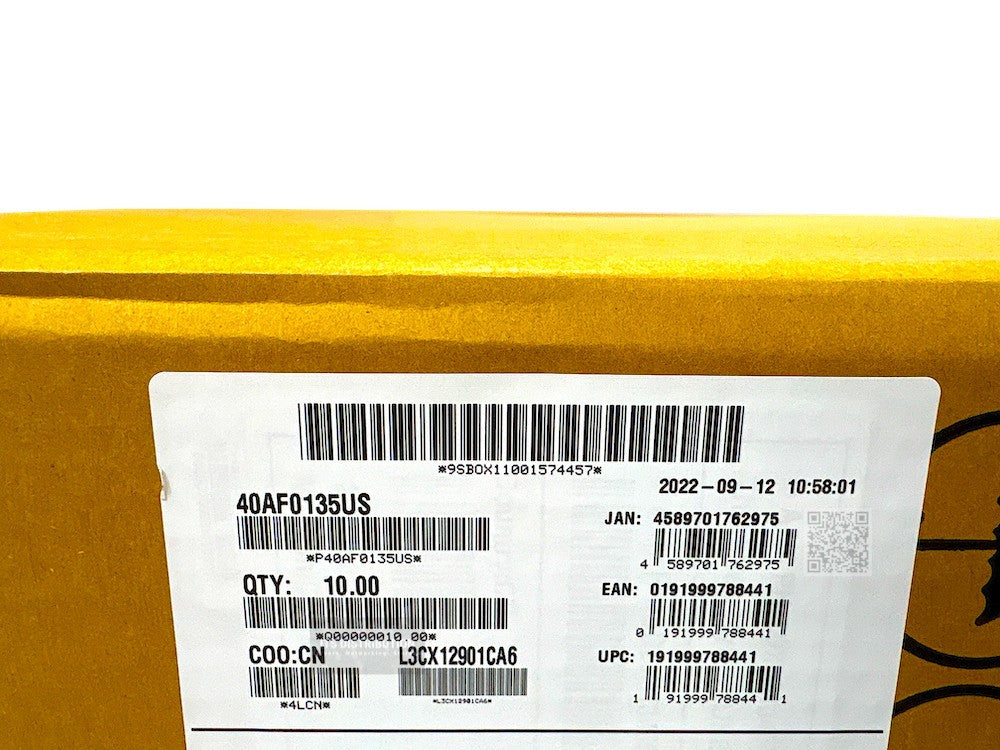 *9SBOX11001574457*
2022-09-12 10:58:01
40AF0135US
*P40AF0135US*
JAN: 4589701762975
4 589701 762975
QTY: 10.00
*Q00000010.00*
EAN: 0191999788441
0 191999 788441
COO:CN
L3CX12901CA6
*4LCN*
*L3CX12901CA6*
UPC: 191999788441
1 91999 78844 1